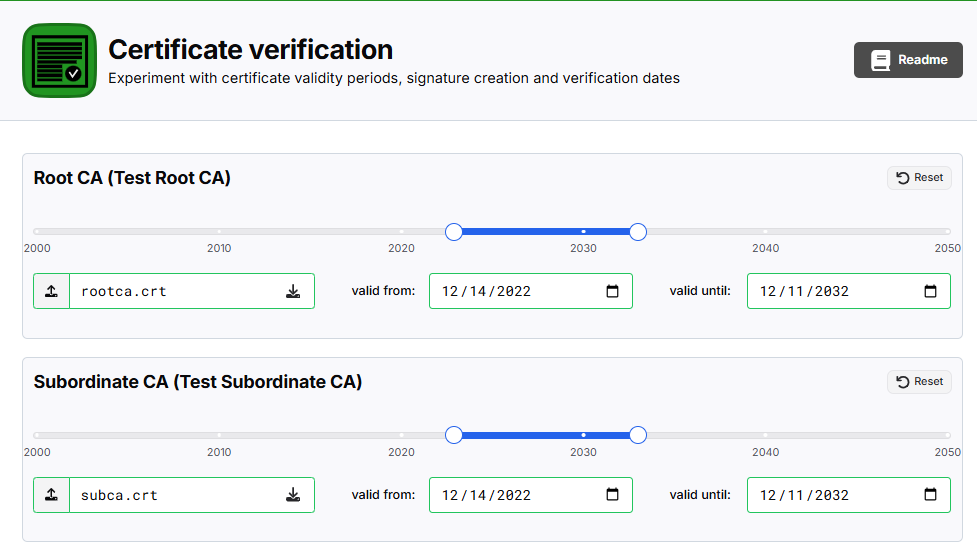 Certificate verification
Experiment with certificate validity periods, signature creation and verification dates
Readme
Root CA (Test Root CA)
Reset
2000 2010 2020 2030 2040 2050
rootca.crt valid from: 12/14/2022 valid until: 12/11/2032
Subordinate CA (Test Subordinate CA)
Reset
2000 2010 2020 2030 2040 2050
subca.crt valid from: 12/14/2022 valid until: 12/11/2032